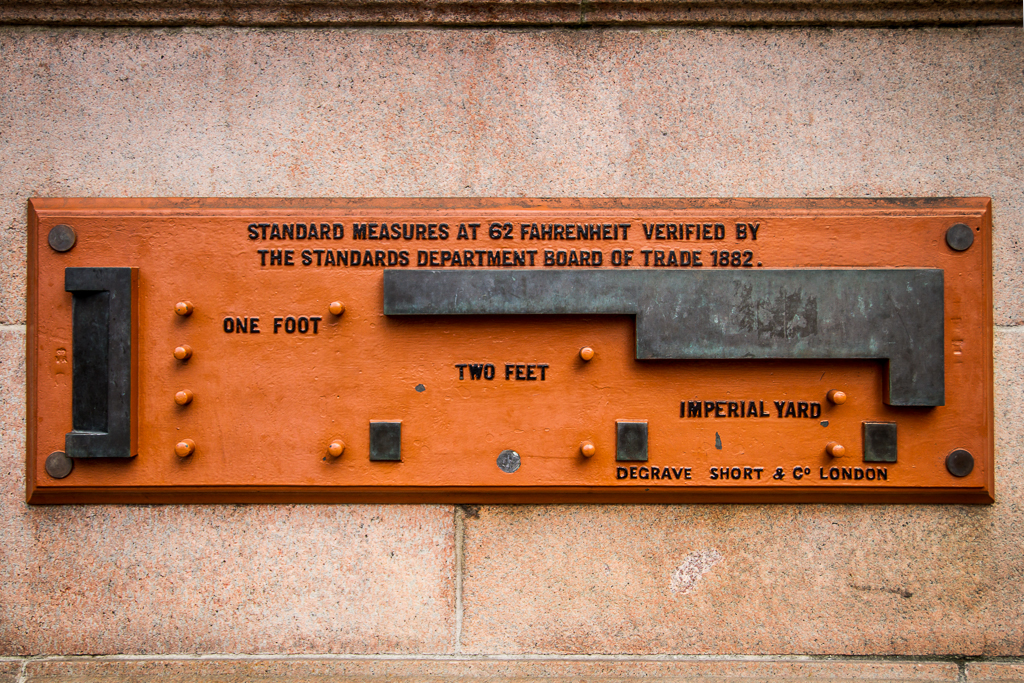 STANDARD MEASURES AT 62 FAHRENHEIT VERIFIED BY
THE STANDARDS DEPARTMENT BOARD OF TRADE 1882.
ONE FOOT
TWO FEET
IMPERIAL YARD
DEGRAVE SHORT & Co LONDON